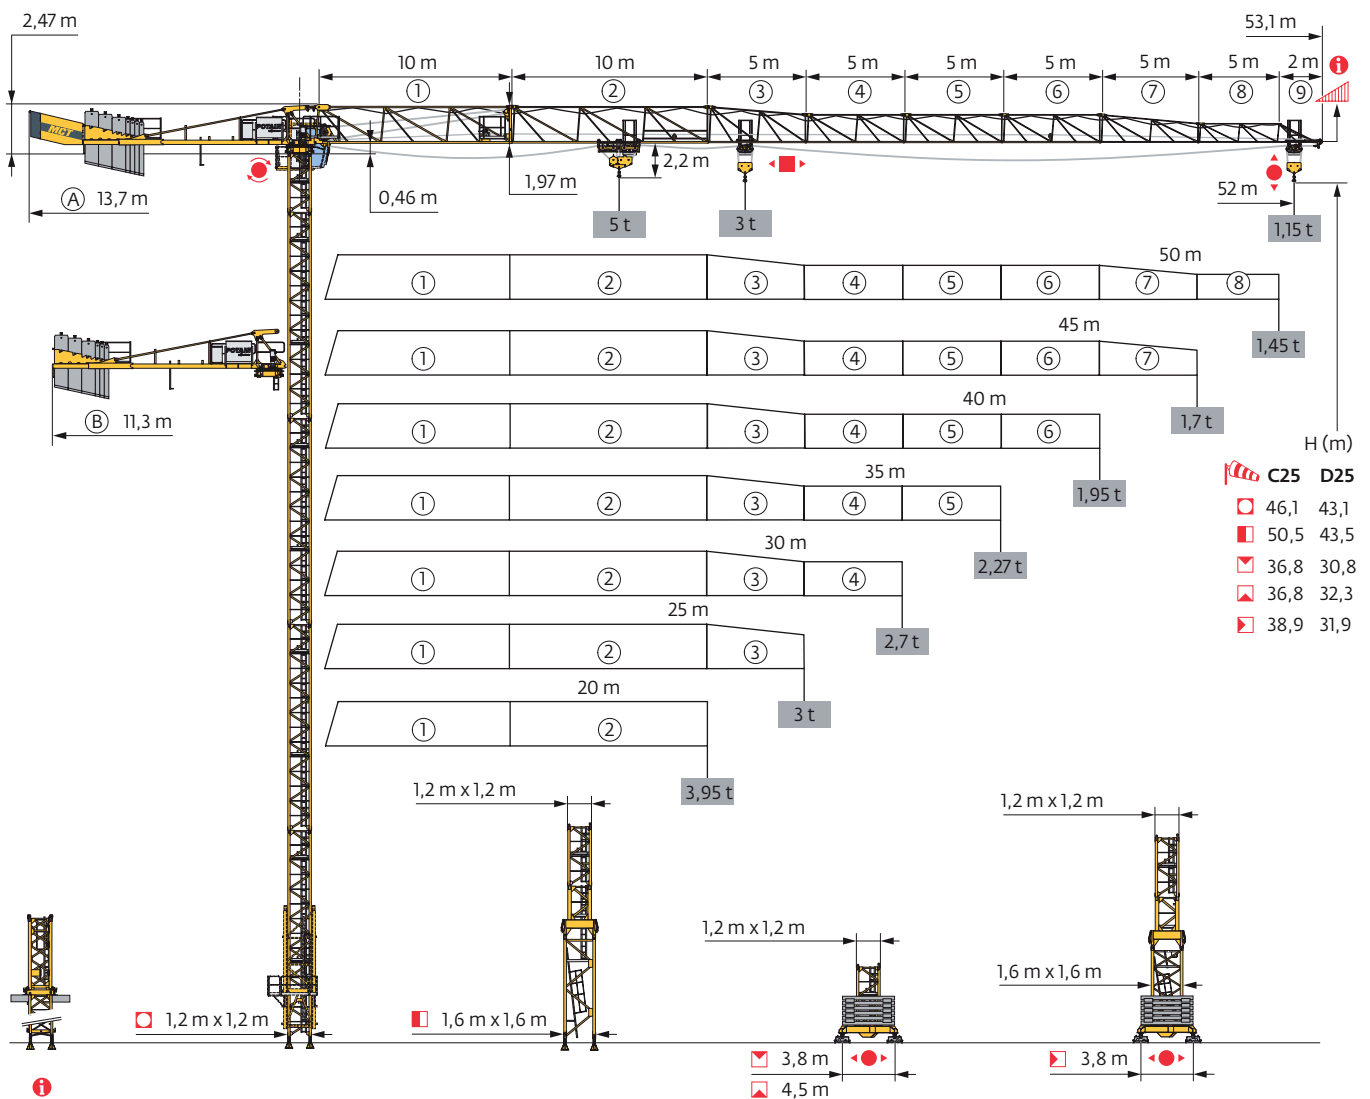 2,47 m
53,1 m
10 m 10 m 5 m 5 m 5 m 5 m 5 m 5 m 2 m
① ② ③ ④ ⑤ ⑥ ⑦ ⑧ ⑨
i
MCT
POTAIN
2,2 m
1,97 m
0,46 m
Ⓐ 13,7 m
52 m
5 t
3 t
1,15 t
50 m
① ② ③ ④ ⑤ ⑥ ⑦ ⑧
1,45 t
45 m
① ② ③ ④ ⑤ ⑥ ⑦
1,7 t
POTAIN
Ⓑ 11,3 m
40 m
① ② ③ ④ ⑤ ⑥
1,95 t
35 m
① ② ③ ④ ⑤
2,27 t
30 m
① ② ③ ④
2,7 t
25 m
① ② ③
3 t
20 m
① ②
3,95 t
H (m)
C25 D25
46,1 43,1
50,5 43,5
36,8 30,8
36,8 32,3
38,9 31,9
1,2 m x 1,2 m
1,2 m x 1,2 m
1,2 m x 1,2 m
1,6 m x 1,6 m
1,2 m x 1,2 m
1,6 m x 1,6 m
3,8 m
4,5 m
3,8 m
i